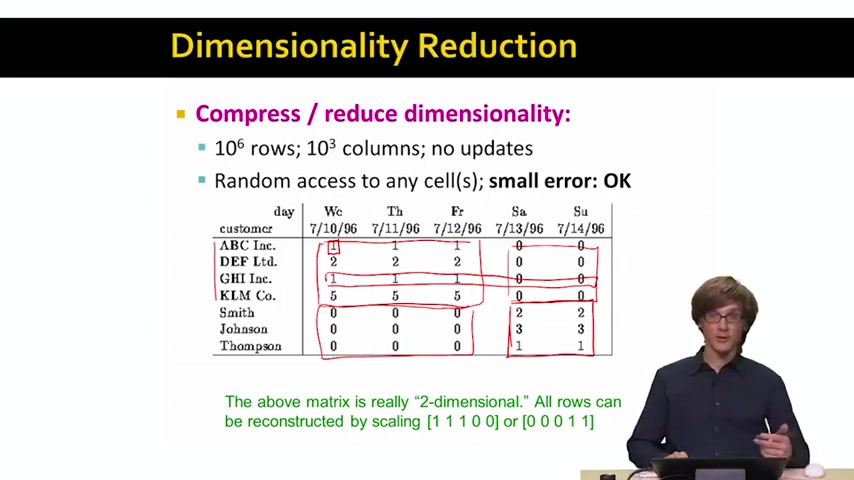 Dimensionality Reduction
Compress / reduce dimensionality:
10⁶ rows; 10³ columns; no updates
Random access to any cell(s); small error: OK
day We Th Fr Sa Su
customer 7/10/96 7/11/96 7/12/96 7/13/96 7/14/96
ABC Inc. 1 1 1 0 0
DEF Ltd. 2 2 2 0 0
GHI Inc. 1 1 1 0 0
KLM Co. 5 5 5 0 0
Smith 0 0 0 2 2
Johnson 0 0 0 3 3
Thompson 0 0 0 1 1
The above matrix is really “2-dimensional.” All rows can
be reconstructed by scaling [1 1 1 0 0] or [0 0 0 1 1]